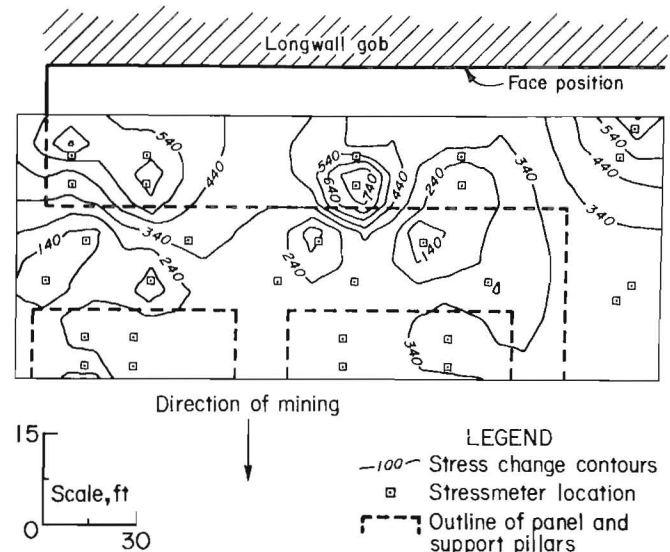 Longwall gob
Face position
540
440
540
640
740
440
240
340
540
440
340
140
340
240
240
140
340
Direction of mining
15
Scale, ft
0
30
LEGEND
100 Stress change contours
Stressmeter location
Outline of panel and
support pillars